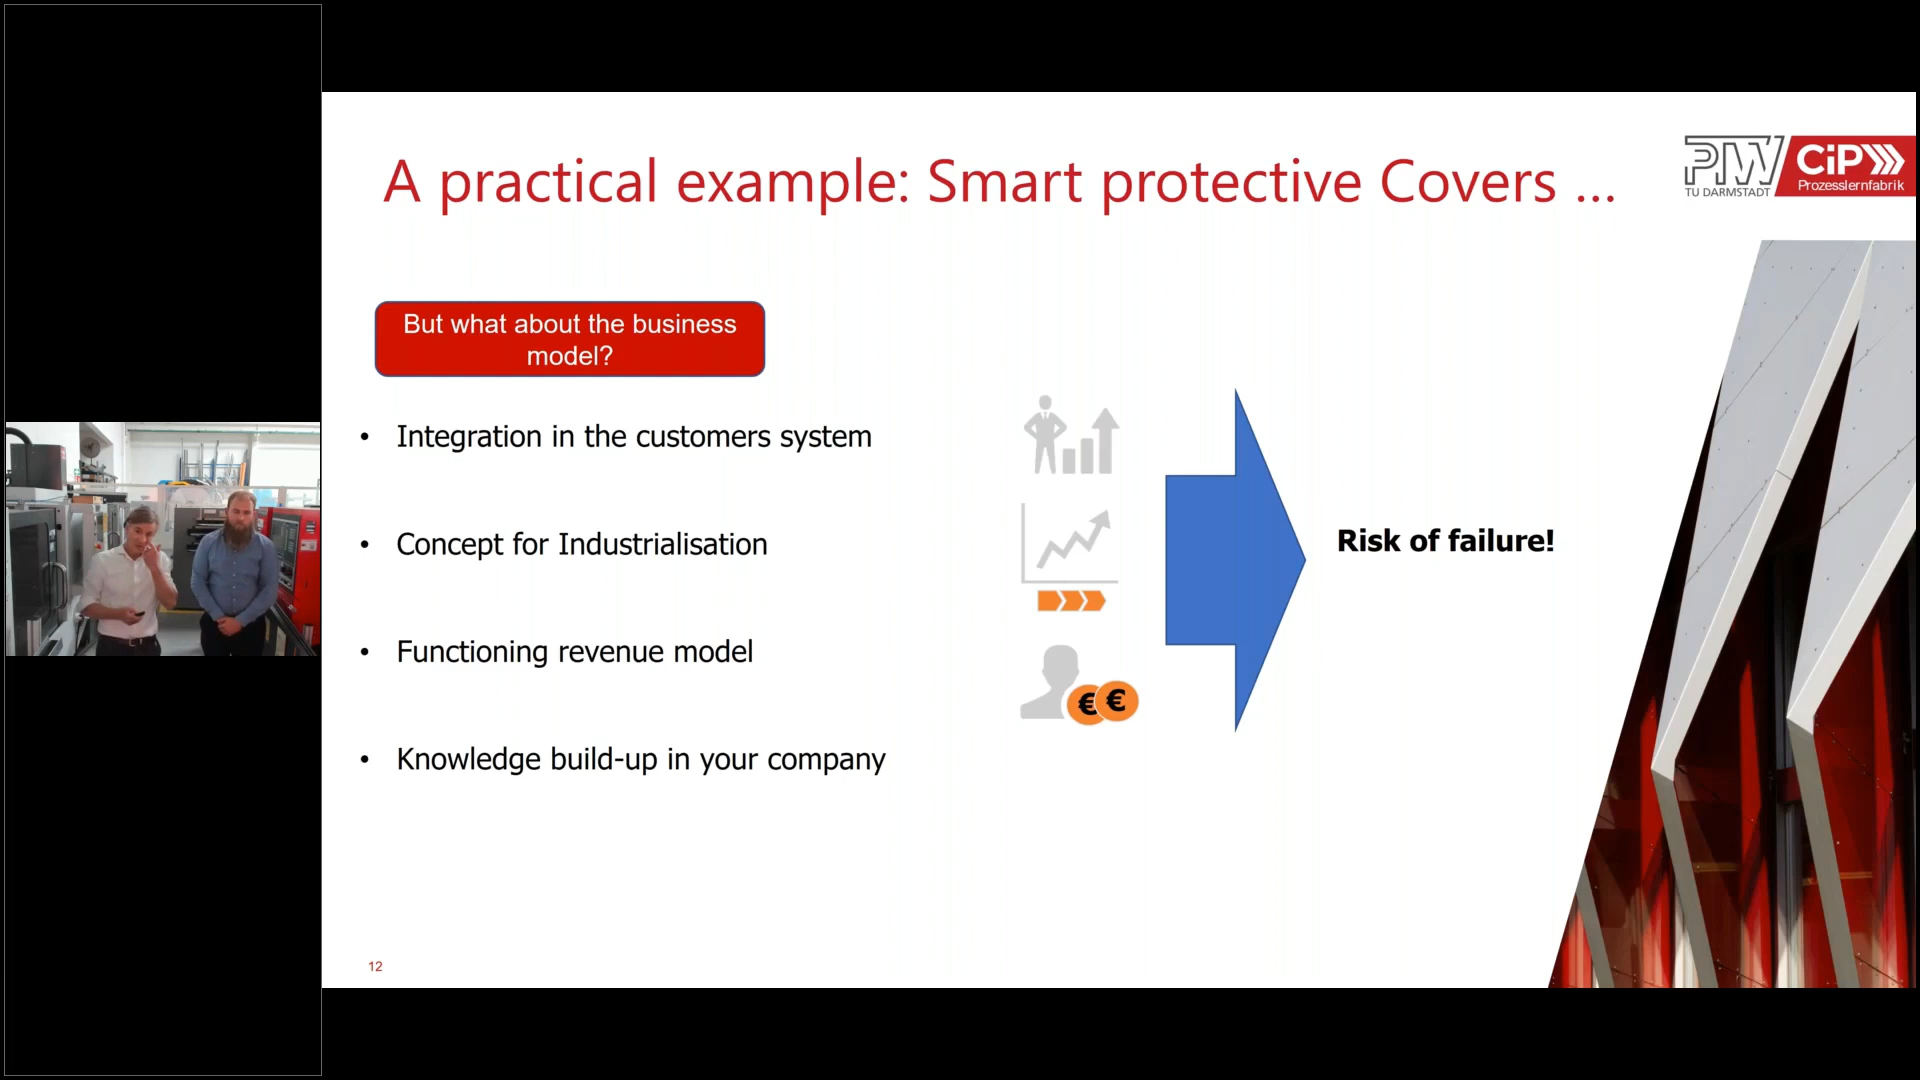 A practical example: Smart protective Covers ...
PTW
TU DARMSTADT
CiP
Prozesslernfabrik
But what about the business
model?
• Integration in the customers system
• Concept for Industrialisation
• Functioning revenue model
• Knowledge build-up in your company
€ €
Risk of failure!
12